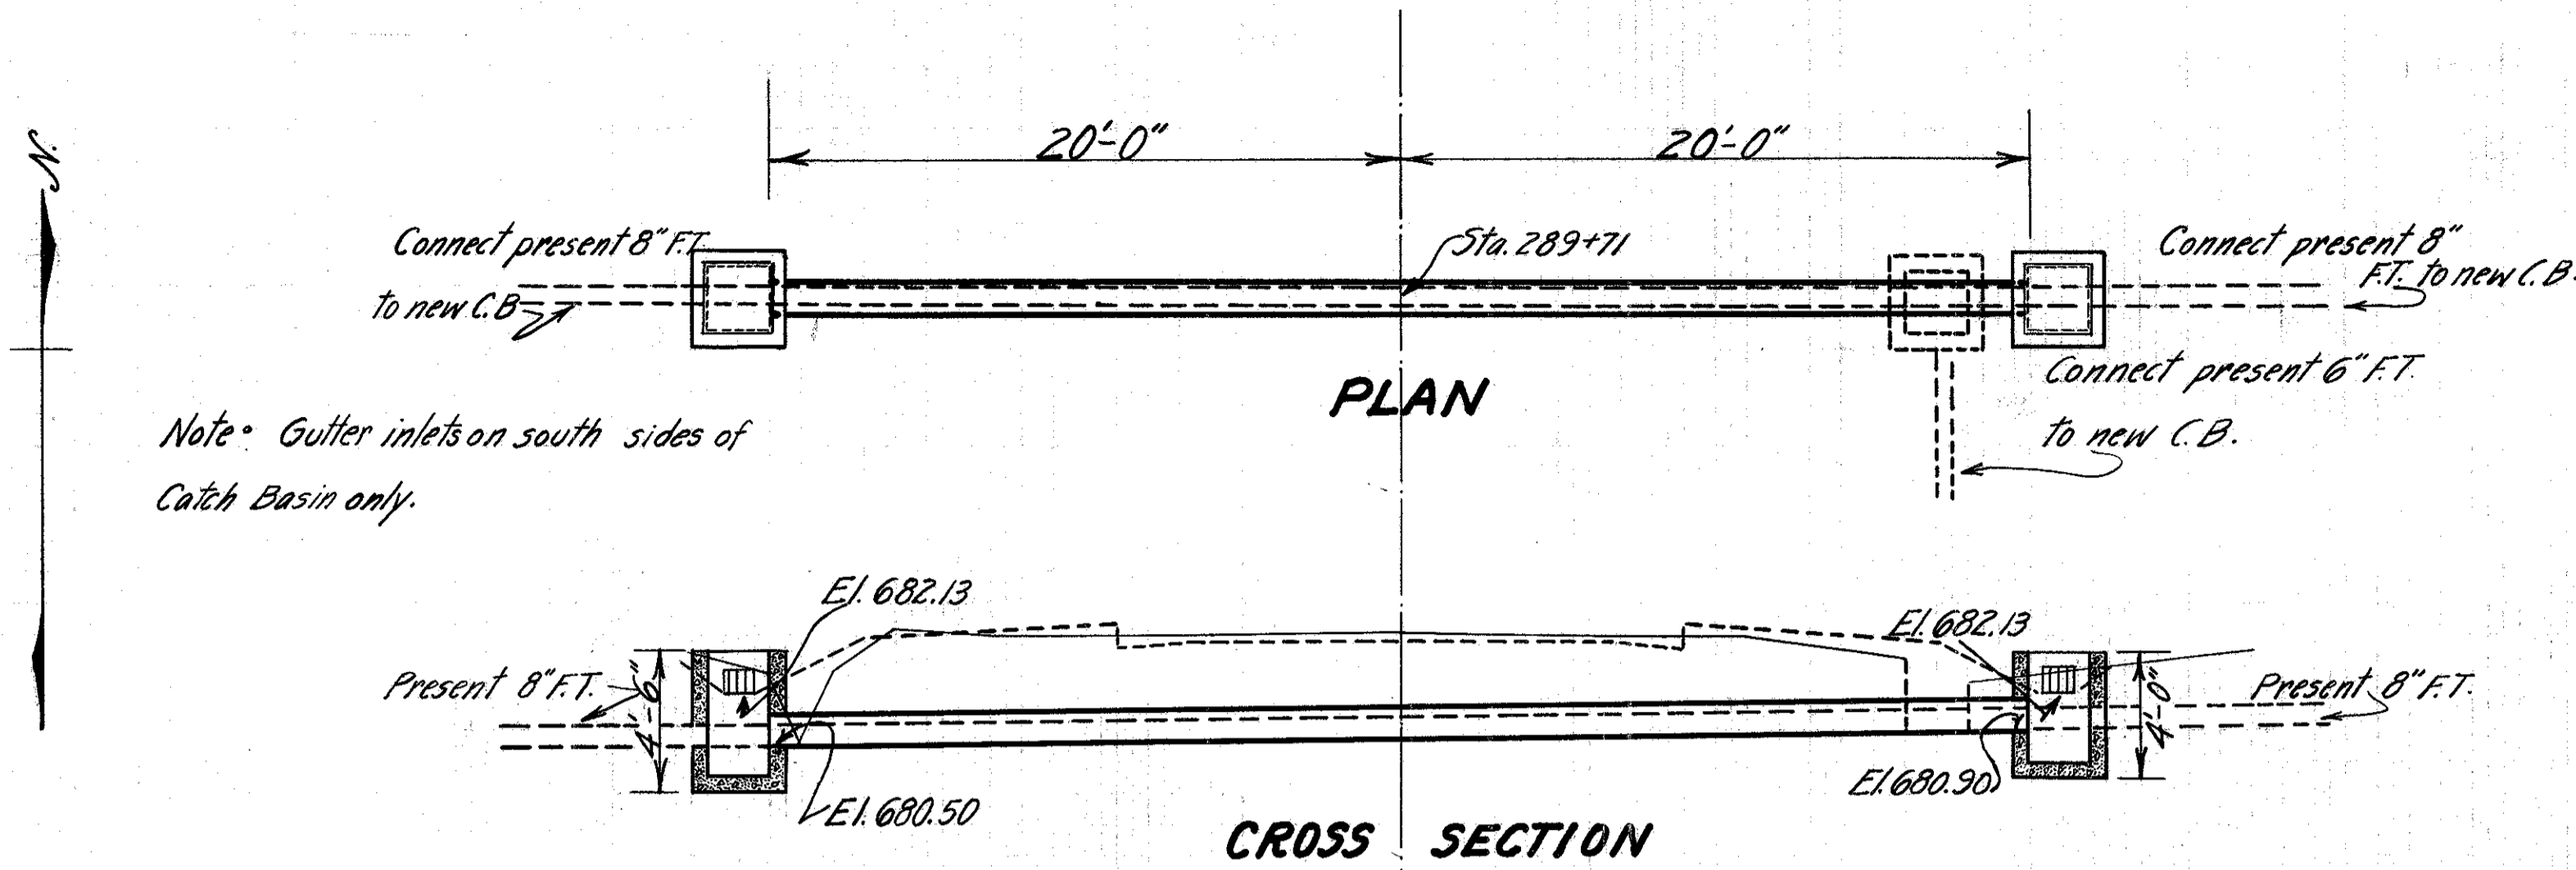 N.
20'-0" 20'-0"
Connect present 8" F.T.
to new C.B
Sta. 289+71
Connect present 8"
F.T. to new C.B.
Connect present 6" F.T.
to new C.B.
PLAN
Note: Gutter inlets on south sides of
Catch Basin only.
El. 682.13
El. 682.13
Present 8" F.T.
4'-6"
Present 8" F.T.
4'-0"
El. 680.50
El. 680.90
CROSS SECTION